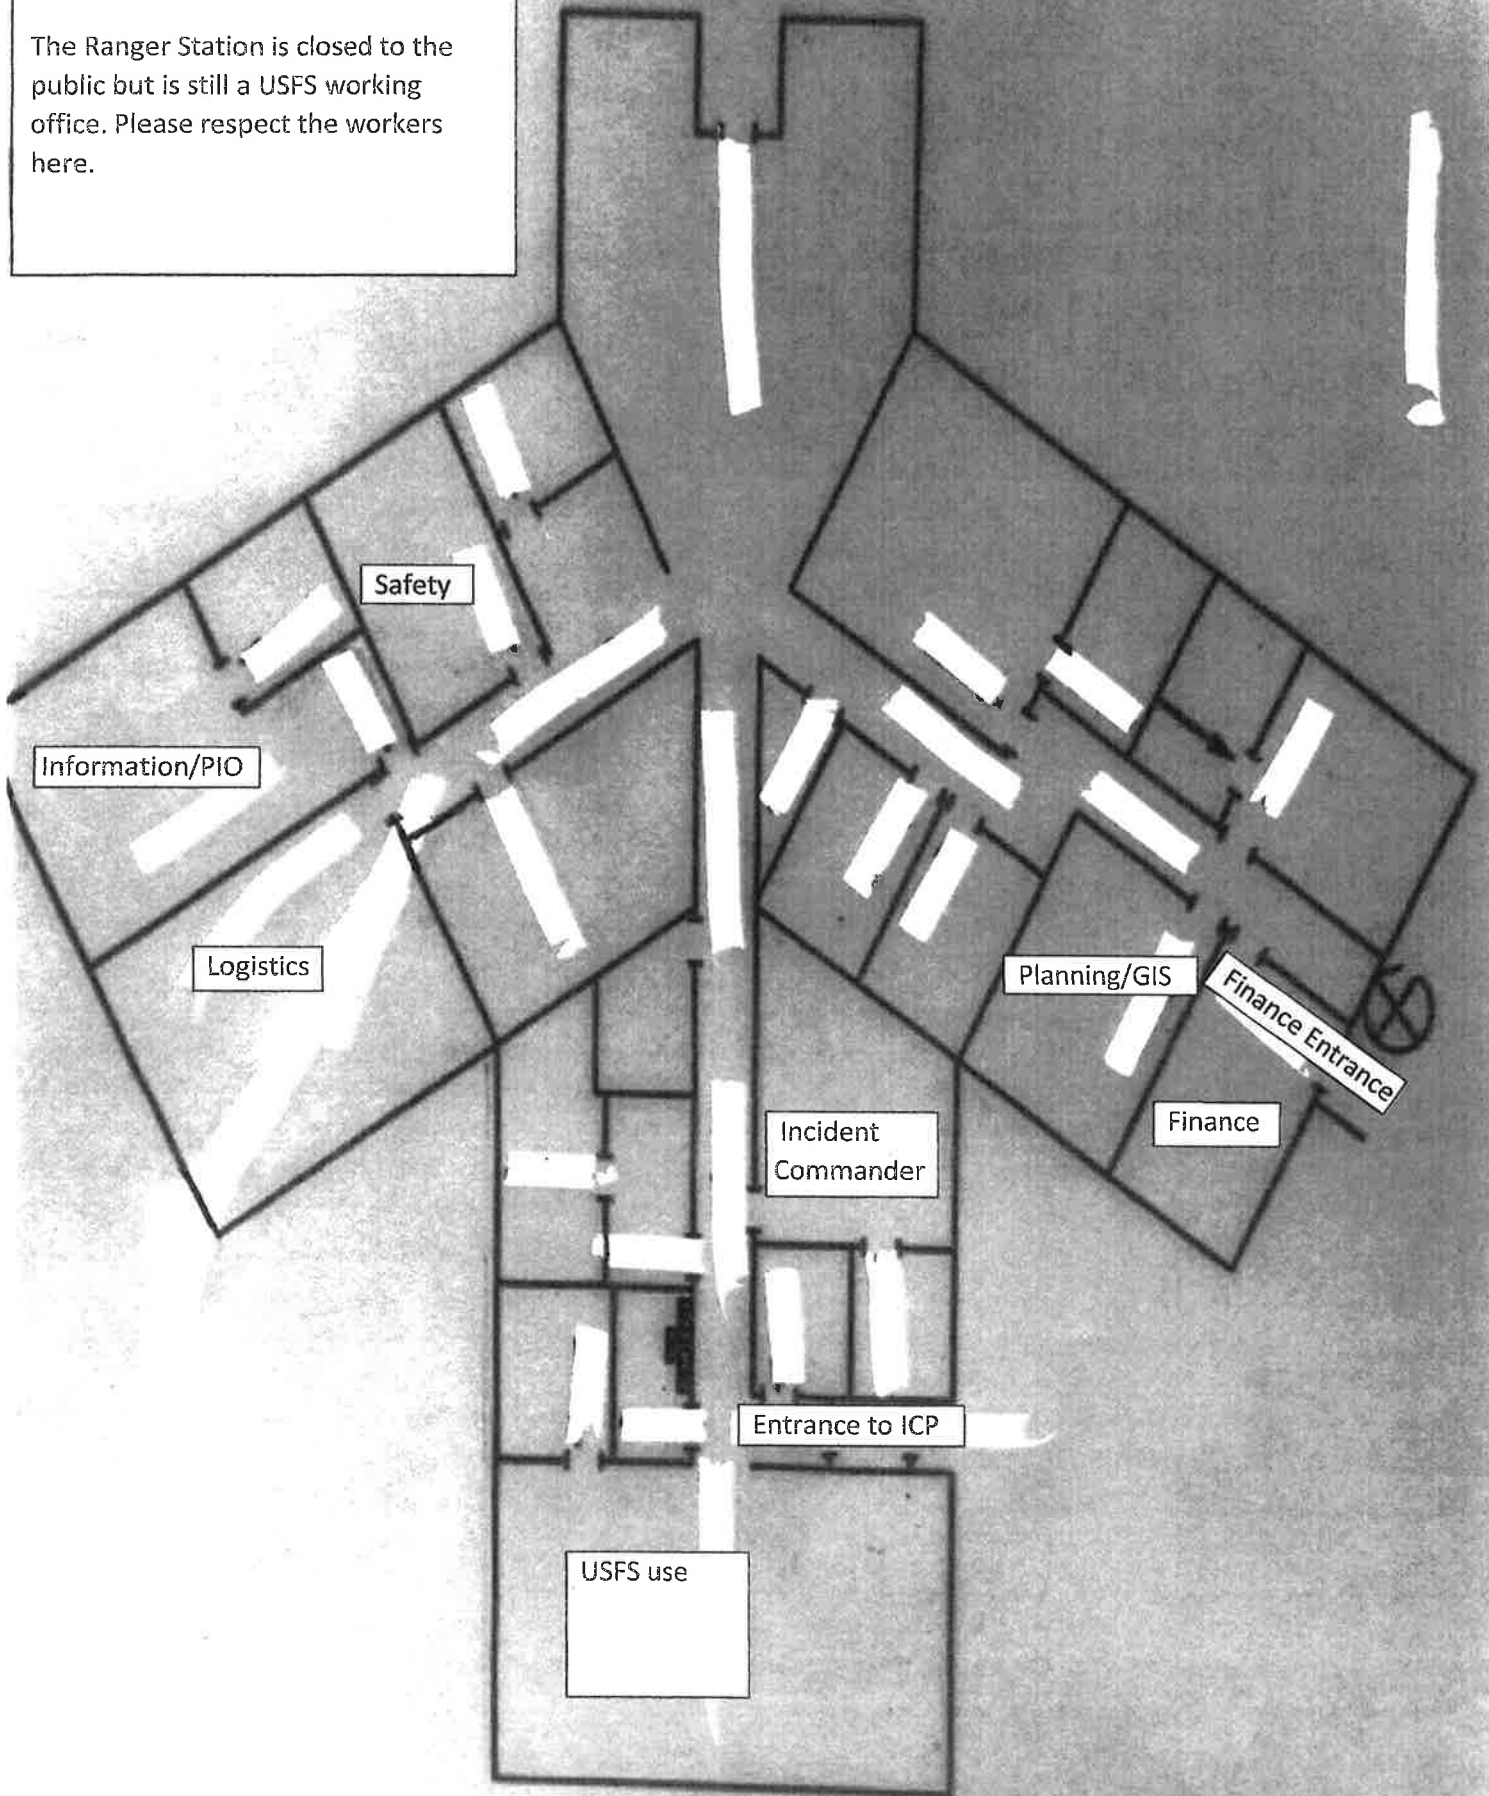 The Ranger Station is closed to the
public but is still a USFS working
office. Please respect the workers
here.
Safety
Information/PIO
Logistics
Planning/GIS
Finance Entrance
Finance
Incident
Commander
Entrance to ICP
USFS use